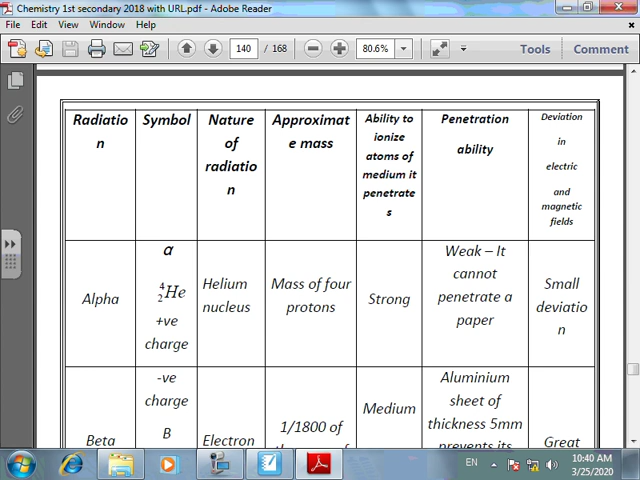 Chemistry 1st secondary 2018 with URL.pdf - Adobe Reader
File Edit View Window Help
140 / 168 80.6% Tools Comment
Radiatio
n
Symbol
Nature
of
radiatio
n
Approximat
e mass
Ability to
ionize
atoms of
medium it
penetrate
s
Penetration
ability
Deviation
in
electric
and
magnetic
fields
Alpha
α
4
2He
+ve
charge
Helium
nucleus
Mass of four
protons
Strong
Weak – It
cannot
penetrate a
paper
Small
deviatio
n
Beta
-ve
charge
B
Electron
1/1800 of
Medium
Aluminium
sheet of
thickness 5mm
prevents its
Great
EN
10:40 AM
3/25/2020